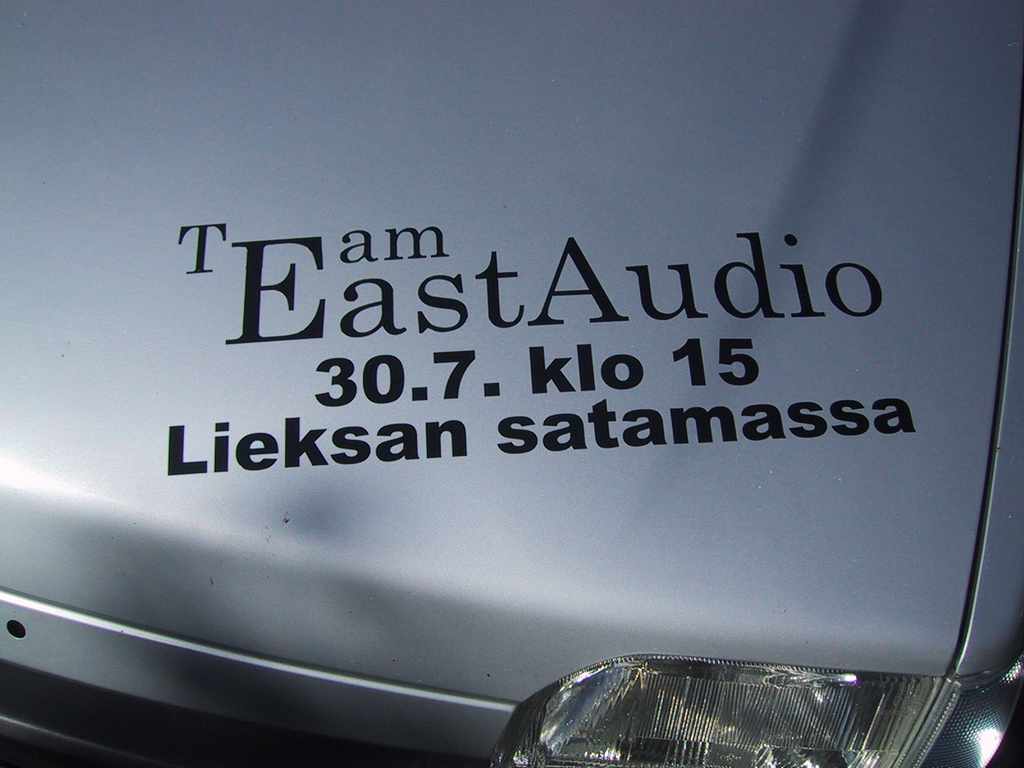 TEam
EastAudio
30.7. klo 15
Lieksan satamassa